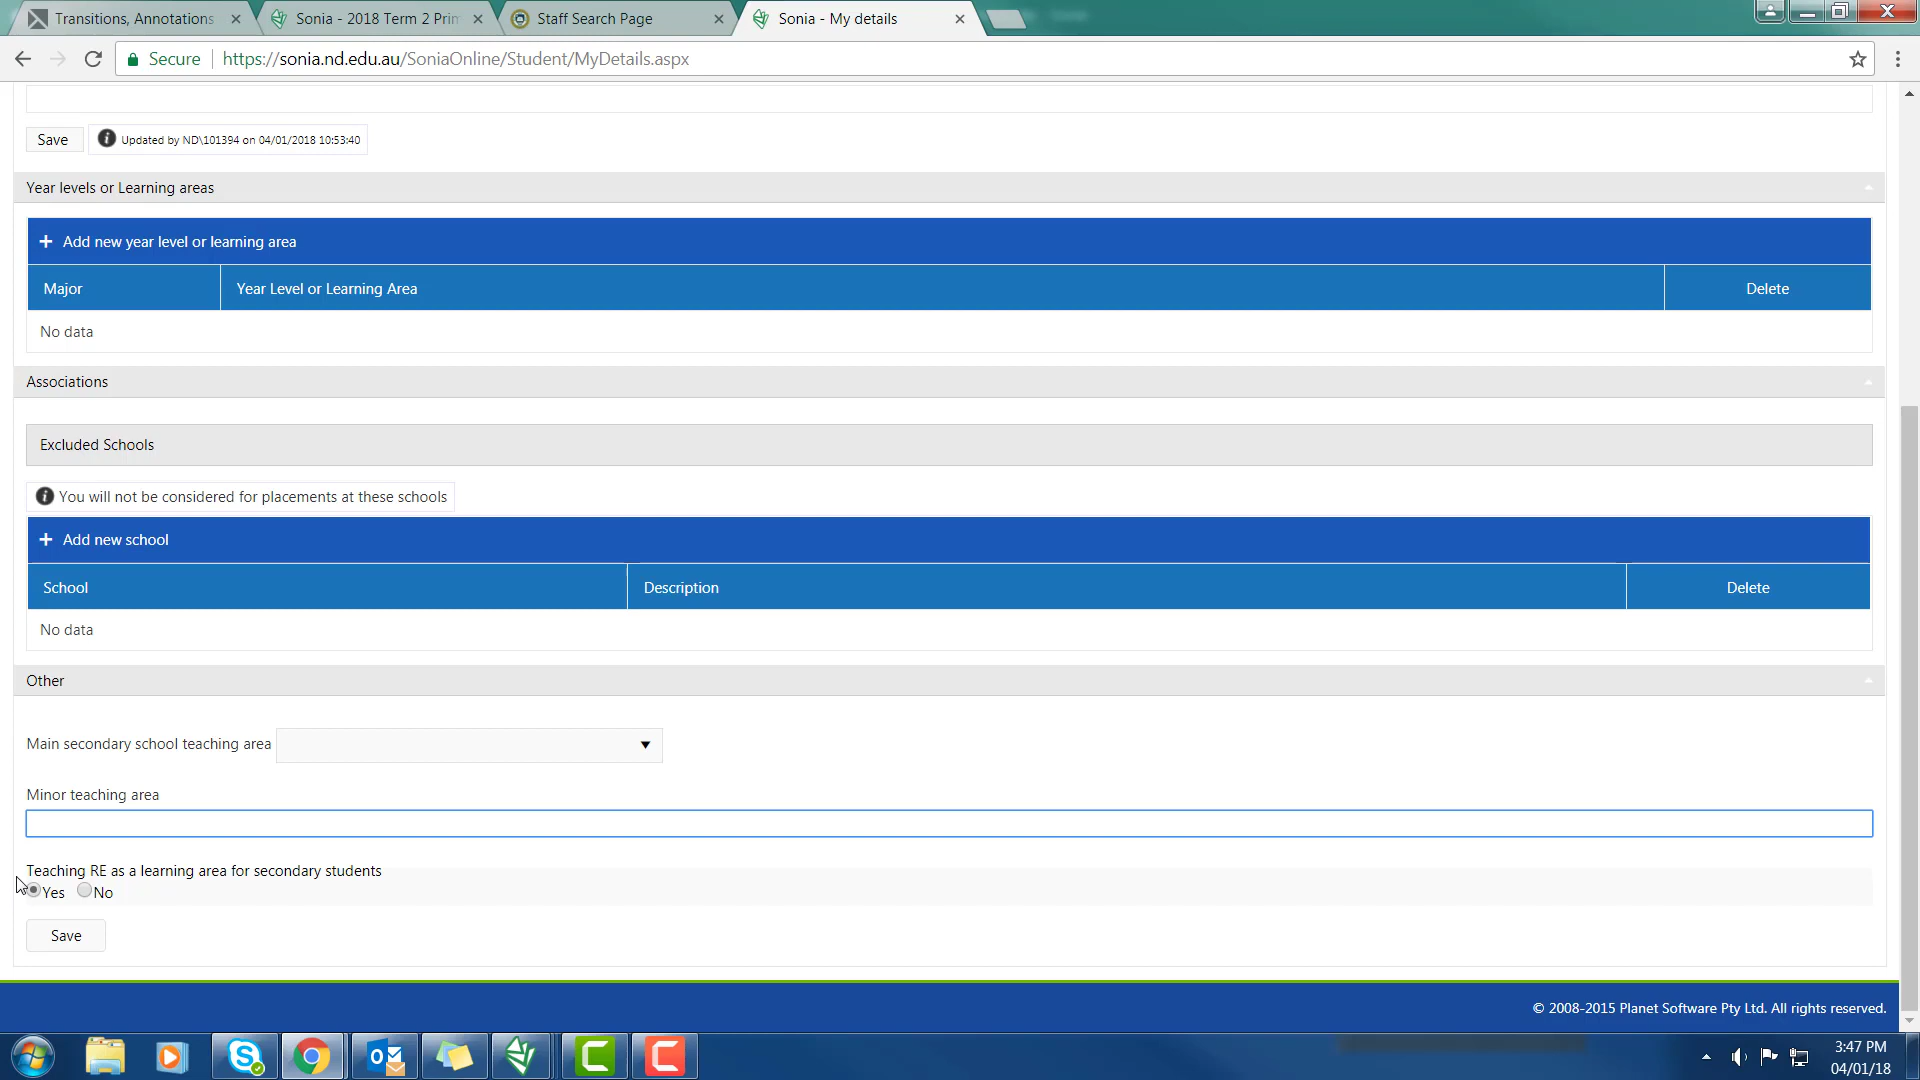 Transitions, Annotations
Sonia - 2018 Term 2 Prim
Staff Search Page
Sonia - My details
Secure
https://sonia.nd.edu.au/SoniaOnline/Student/MyDetails.aspx
Save
Updated by ND\101394 on 04/01/2018 10:53:40
Year levels or Learning areas
+ Add new year level or learning area
Major
Year Level or Learning Area
Delete
No data
Associations
Excluded Schools
You will not be considered for placements at these schools
+ Add new school
School
Description
Delete
No data
Other
Main secondary school teaching area
Minor teaching area
Teaching RE as a learning area for secondary students
Yes No
Save
© 2008-2015 Planet Software Pty Ltd. All rights reserved.
3:47 PM
04/01/18